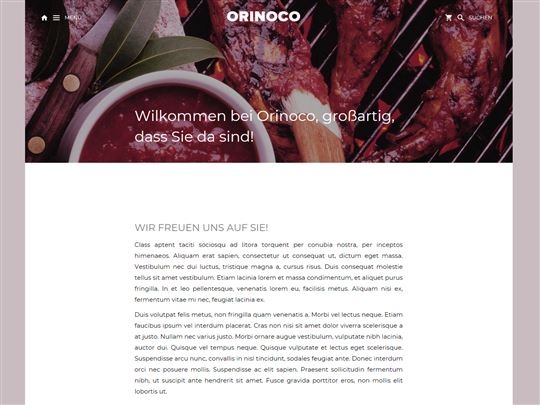 MENÜ
ORINOCO
SUCHEN
Wilkommen bei Orinoco, großartig,
dass Sie da sind!
WIR FREUEN UNS AUF SIE!
Class aptent taciti sociosqu ad litora torquent per conubia nostra, per inceptos
himenaeos. Aliquam erat sapien, consectetur ut consequat ut, dictum eget massa.
Vestibulum nec dui luctus, tristique magna a, cursus risus. Duis consequat molestie
tellus sit amet vestibulum. Etiam lacinia lorem et massa condimentum, et aliquet purus
fringilla. In et leo pellentesque, venenatis lorem eu, facilisis metus. Aliquam nisi ex,
fermentum vitae mi nec, feugiat lacinia ex.
Duis volutpat felis metus, non fringilla quam venenatis a. Morbi vel lectus neque. Etiam
faucibus ipsum vel interdum placerat. Cras non nisi sit amet dolor viverra scelerisque a
at justo. Nullam nec varius justo. Morbi ornare augue vestibulum, vulputate nibh lacinia,
auctor dui. Quisque vel tempus neque. Quisque vulputate et lectus eget scelerisque.
Suspendisse arcu nunc, convallis in nisl tincidunt, sodales feugiat ante. Donec interdum
orci nec posuere mollis. Suspendisse ac elit sapien. Praesent sollicitudin fermentum
nibh, ut suscipit ante hendrerit sit amet. Fusce gravida porttitor eros, non mollis elit
lobortis ut.